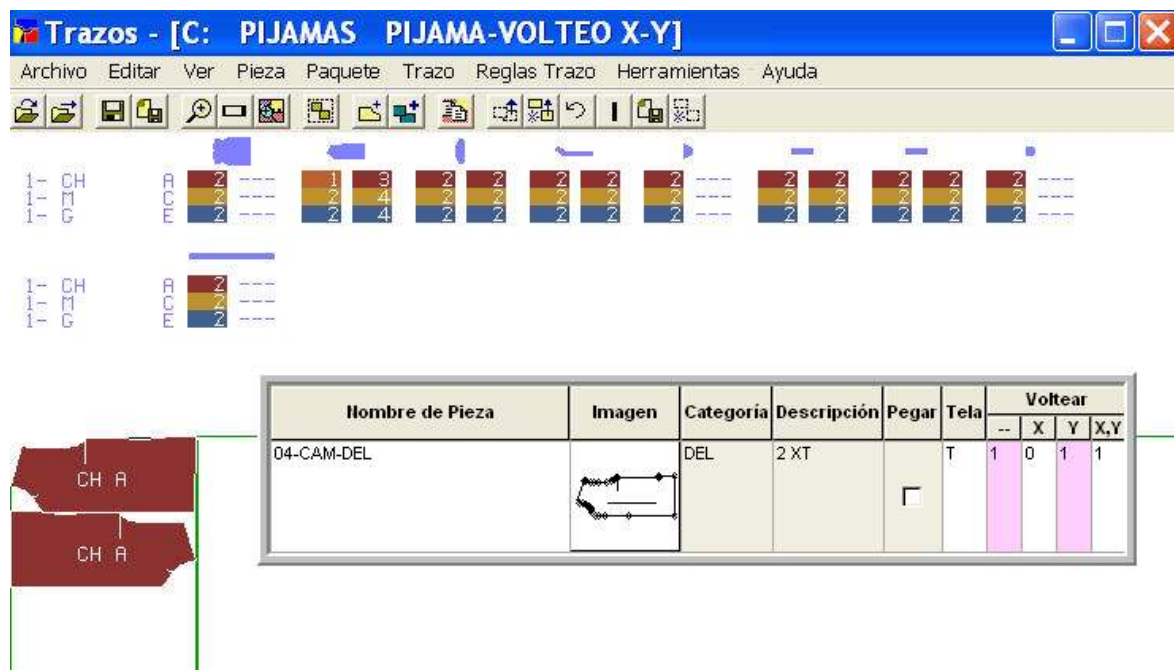 Trazos - [C: PIJAMAS PIJAMA-VOLTEO X-Y]
Archivo Editar Ver Pieza Paquete Trazo Reglas Trazo Herramientas Ayuda
1- CH A 2 --- 1 3 2 2 2 2 2 --- 2 2 2 2 2 ---
1- M C 2 --- 2 4 2 2 2 2 2 --- 2 2 2 2 2 ---
1- G E 2 --- 2 4 2 2 2 2 2 --- 2 2 2 2 2 ---
1- CH A 2 ---
1- M C 2 ---
1- G E 2 ---
Nombre de Pieza Imagen Categoría Descripción Pegar Tela Voltear
-- X Y X,Y
04-CAM-DEL DEL 2 XT T 1 0 1 1
CH A
CH A